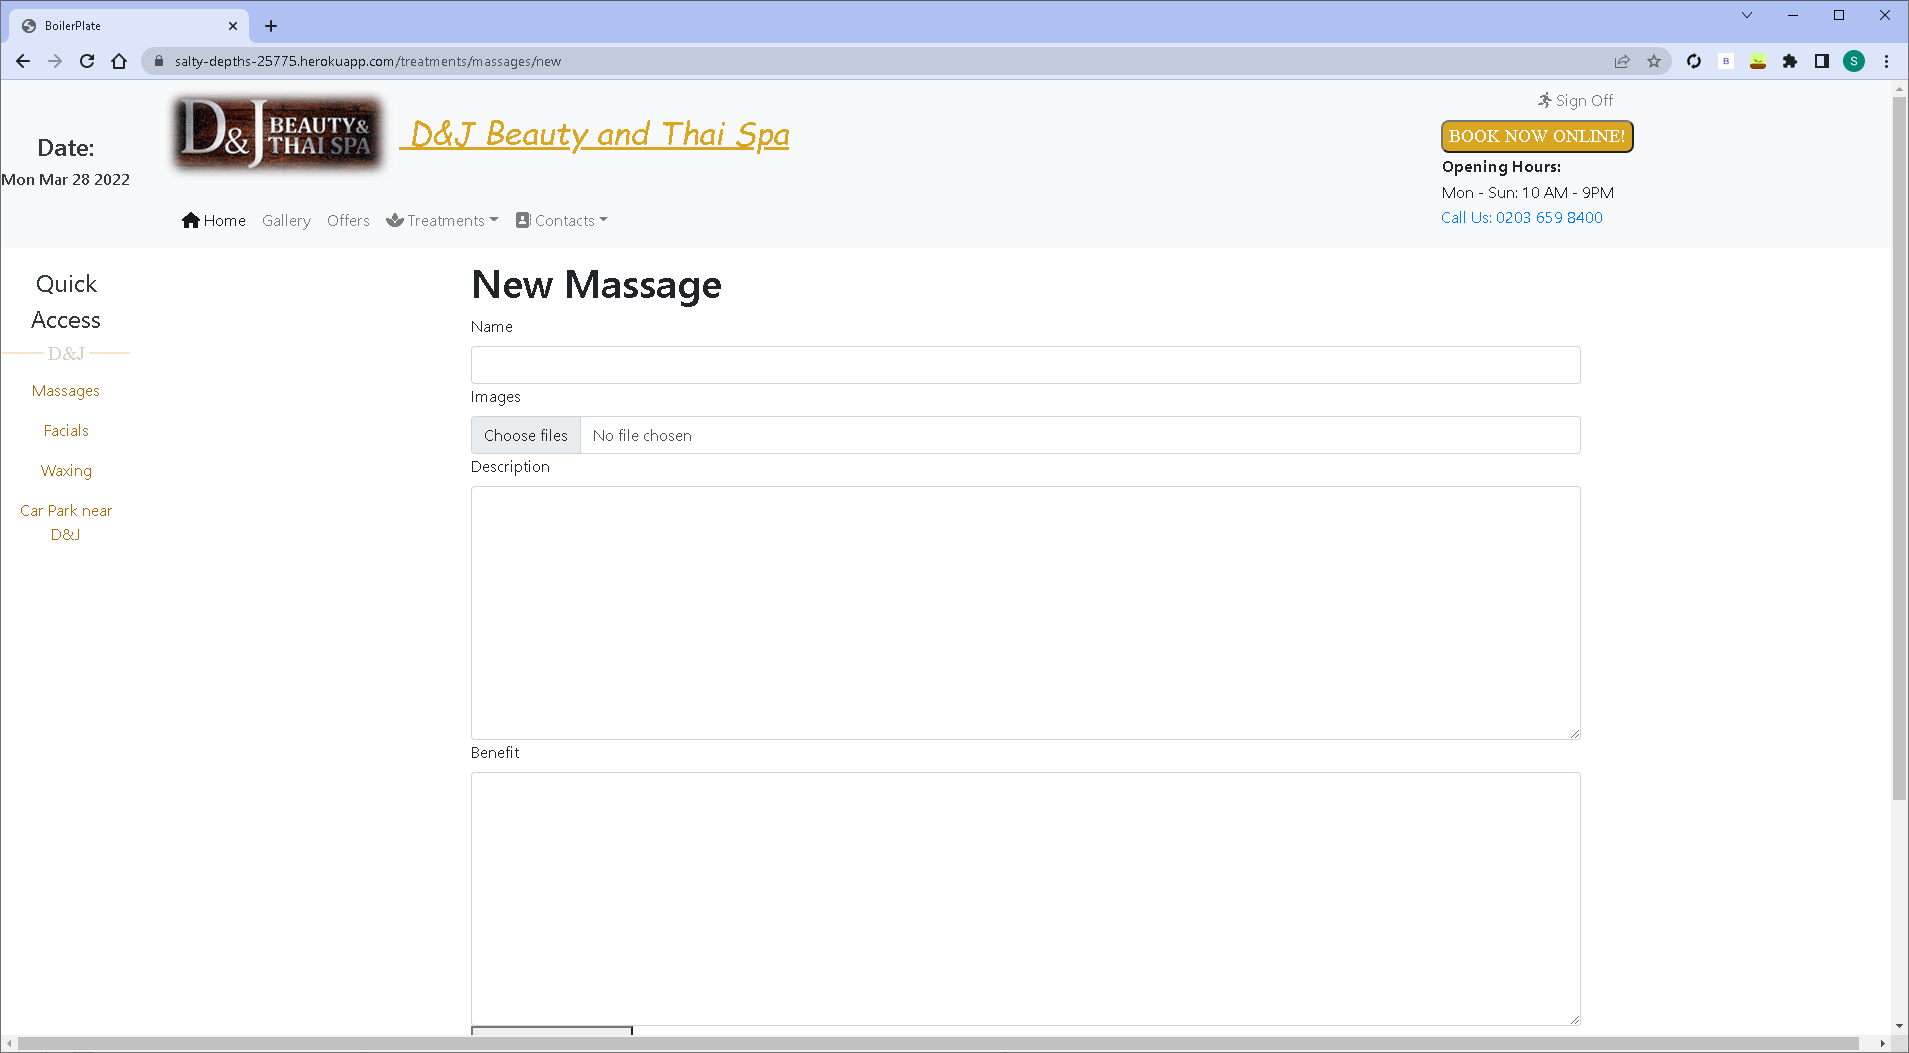 BoilerPlate
salty-depths-25775.herokuapp.com/treatments/massages/new
B
S
Date:
Mon Mar 28 2022
D&J BEAUTY&
THAI SPA
D&J Beauty and Thai Spa
Sign Off
BOOK NOW ONLINE!
Opening Hours:
Mon - Sun: 10 AM - 9PM
Call Us: 0203 659 8400
Home Gallery Offers Treatments Contacts
Quick
Access
D&J
Massages
Facials
Waxing
Car Park near
D&J
New Massage
Name
Images
Choose files No file chosen
Description
Benefit